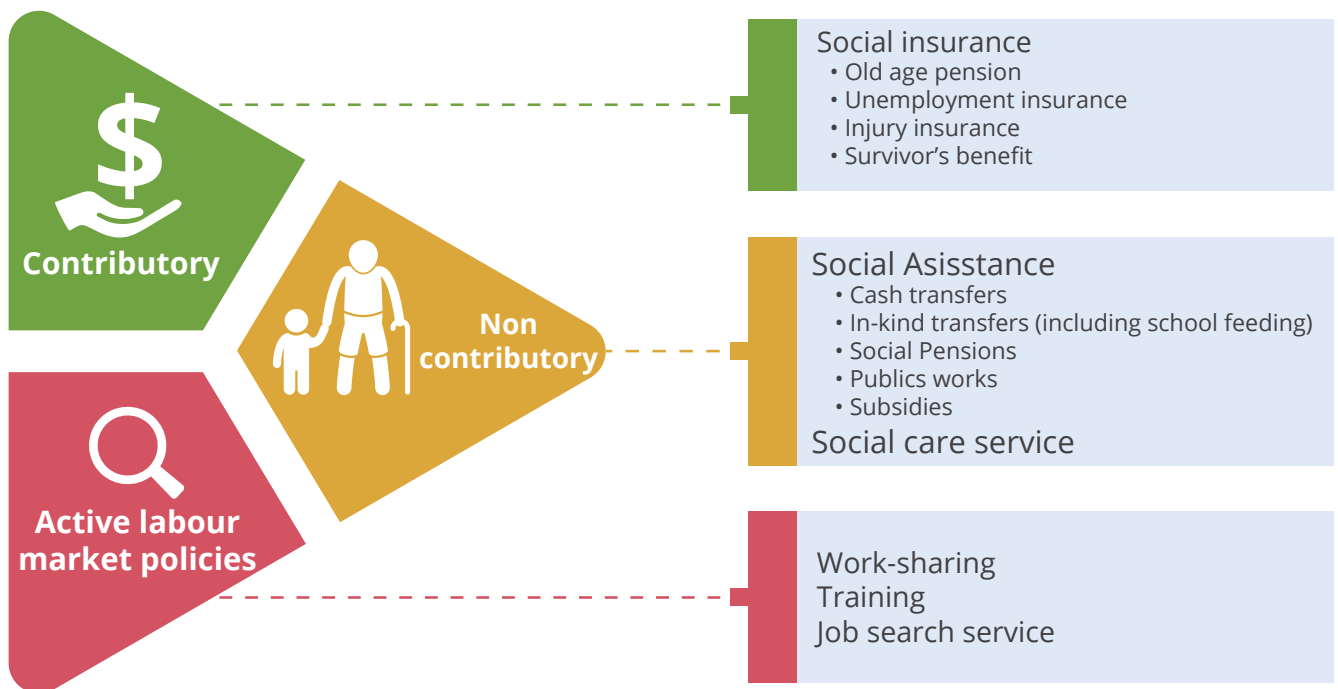 $
Contributory
Social insurance
• Old age pension
• Unemployment insurance
• Injury insurance
• Survivor’s benefit
Non
contributory
Social Asisstance
• Cash transfers
• In-kind transfers (including school feeding)
• Social Pensions
• Publics works
• Subsidies
Social care service
Active labour
market policies
Work-sharing
Training
Job search service